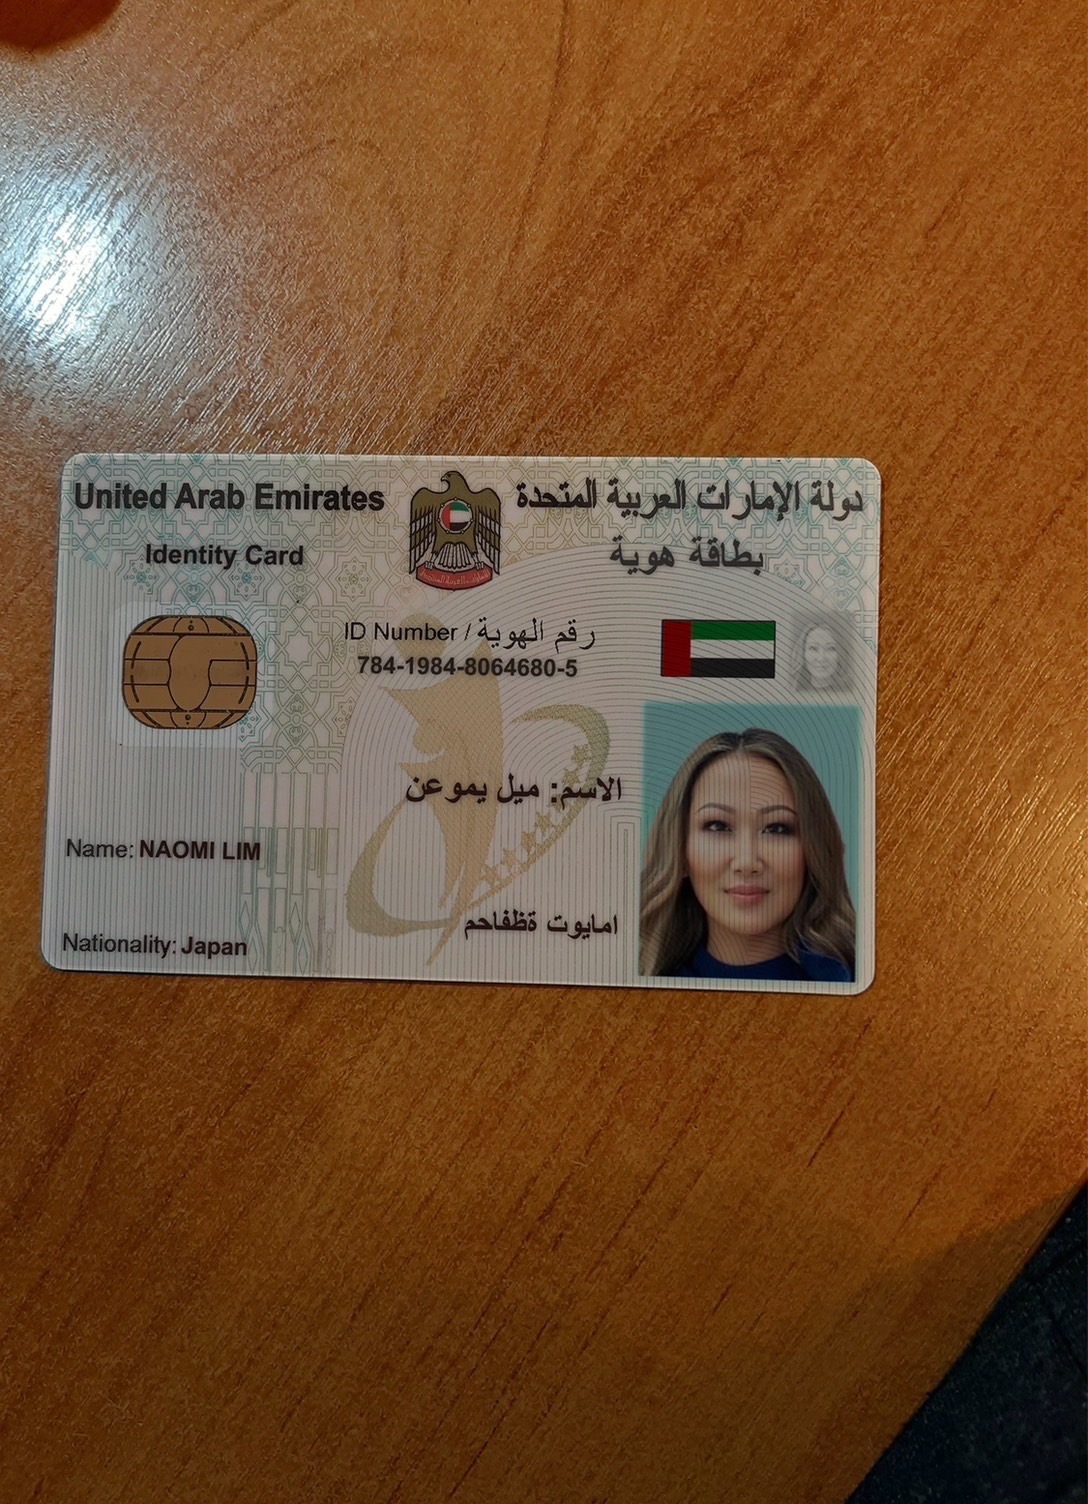 United Arab Emirates
دولة الإمارات العربية المتحدة
Identity Card
بطاقة هوية
ID Number / رقم الهوية
784-1984-8064680-5
الاسم: ميل يموعن
Name: NAOMI LIM
امايوت ةظفاحم
Nationality: Japan